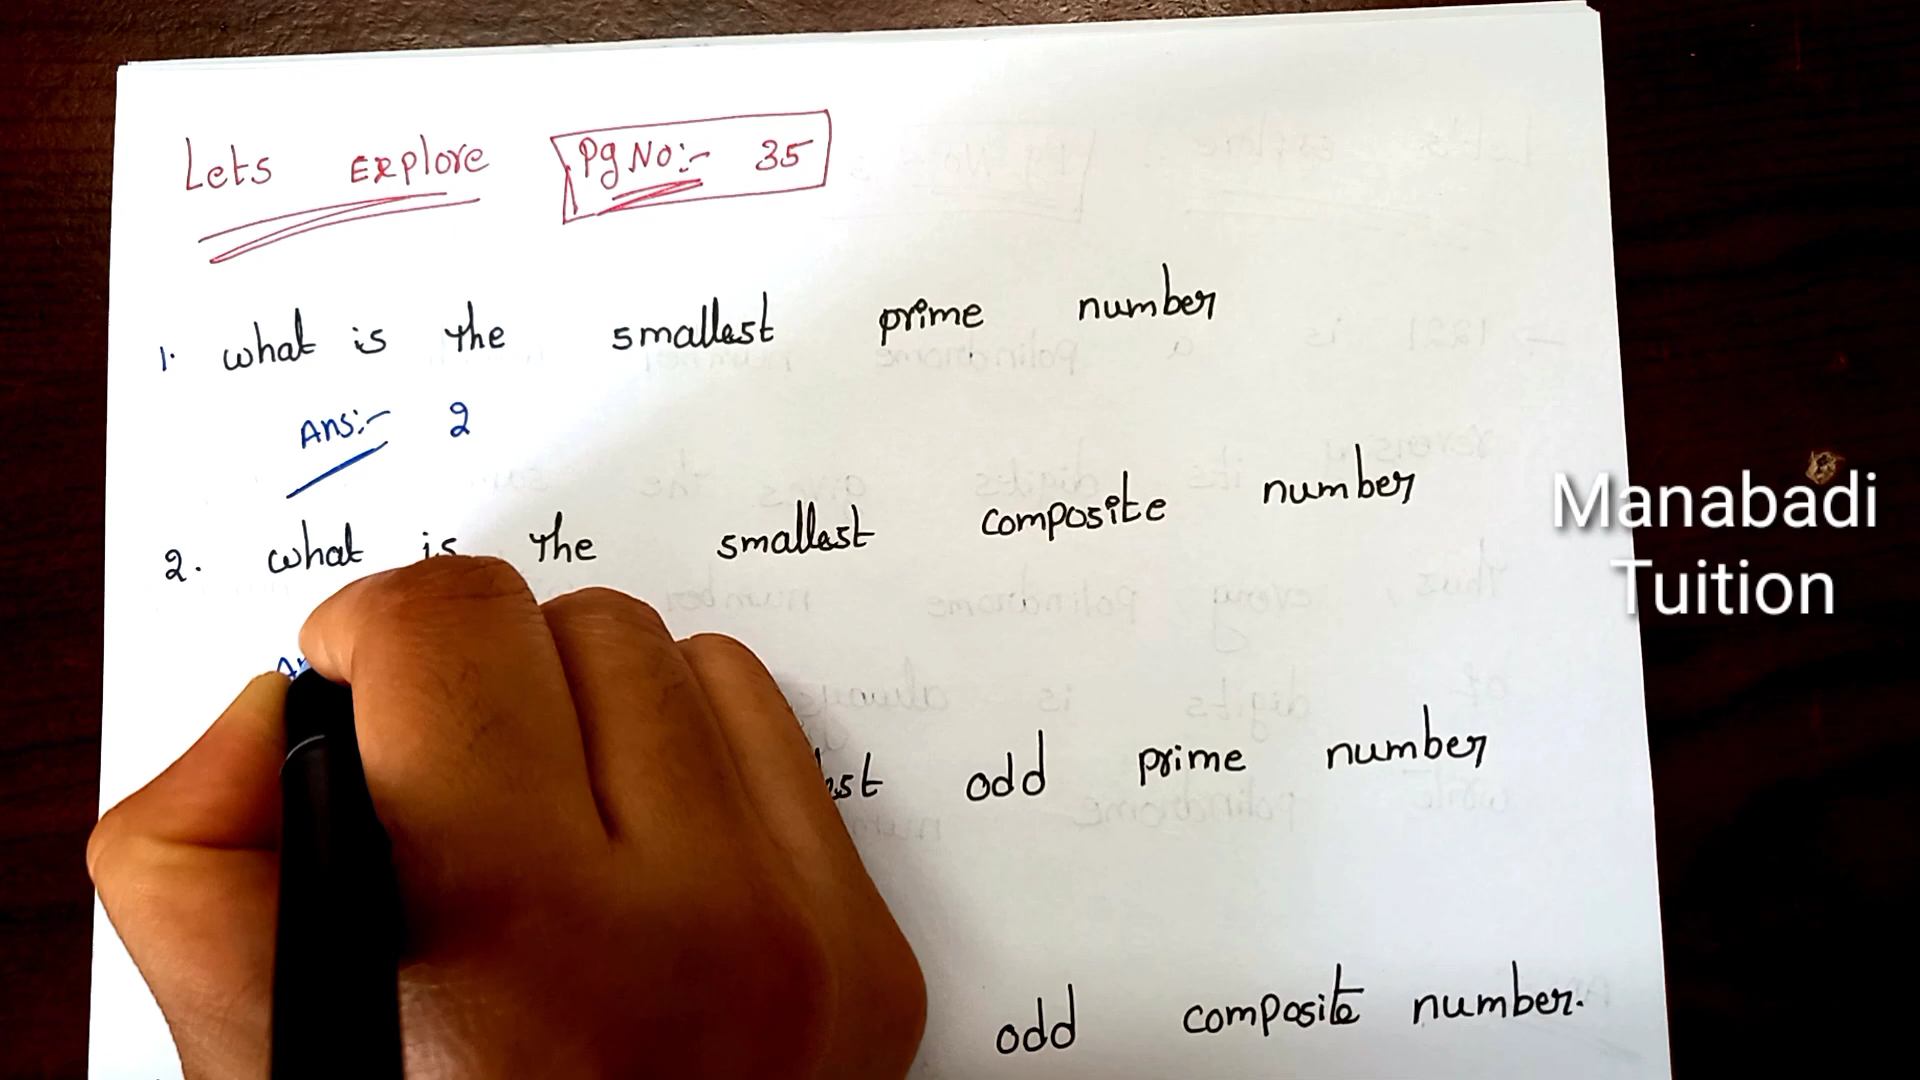 Lets Explore Pg No:- 35
1. what is the smallest prime number
Ans:- 2
2. what is the smallest composite number
Manabadi
Tuition
odd prime number
odd composite number.